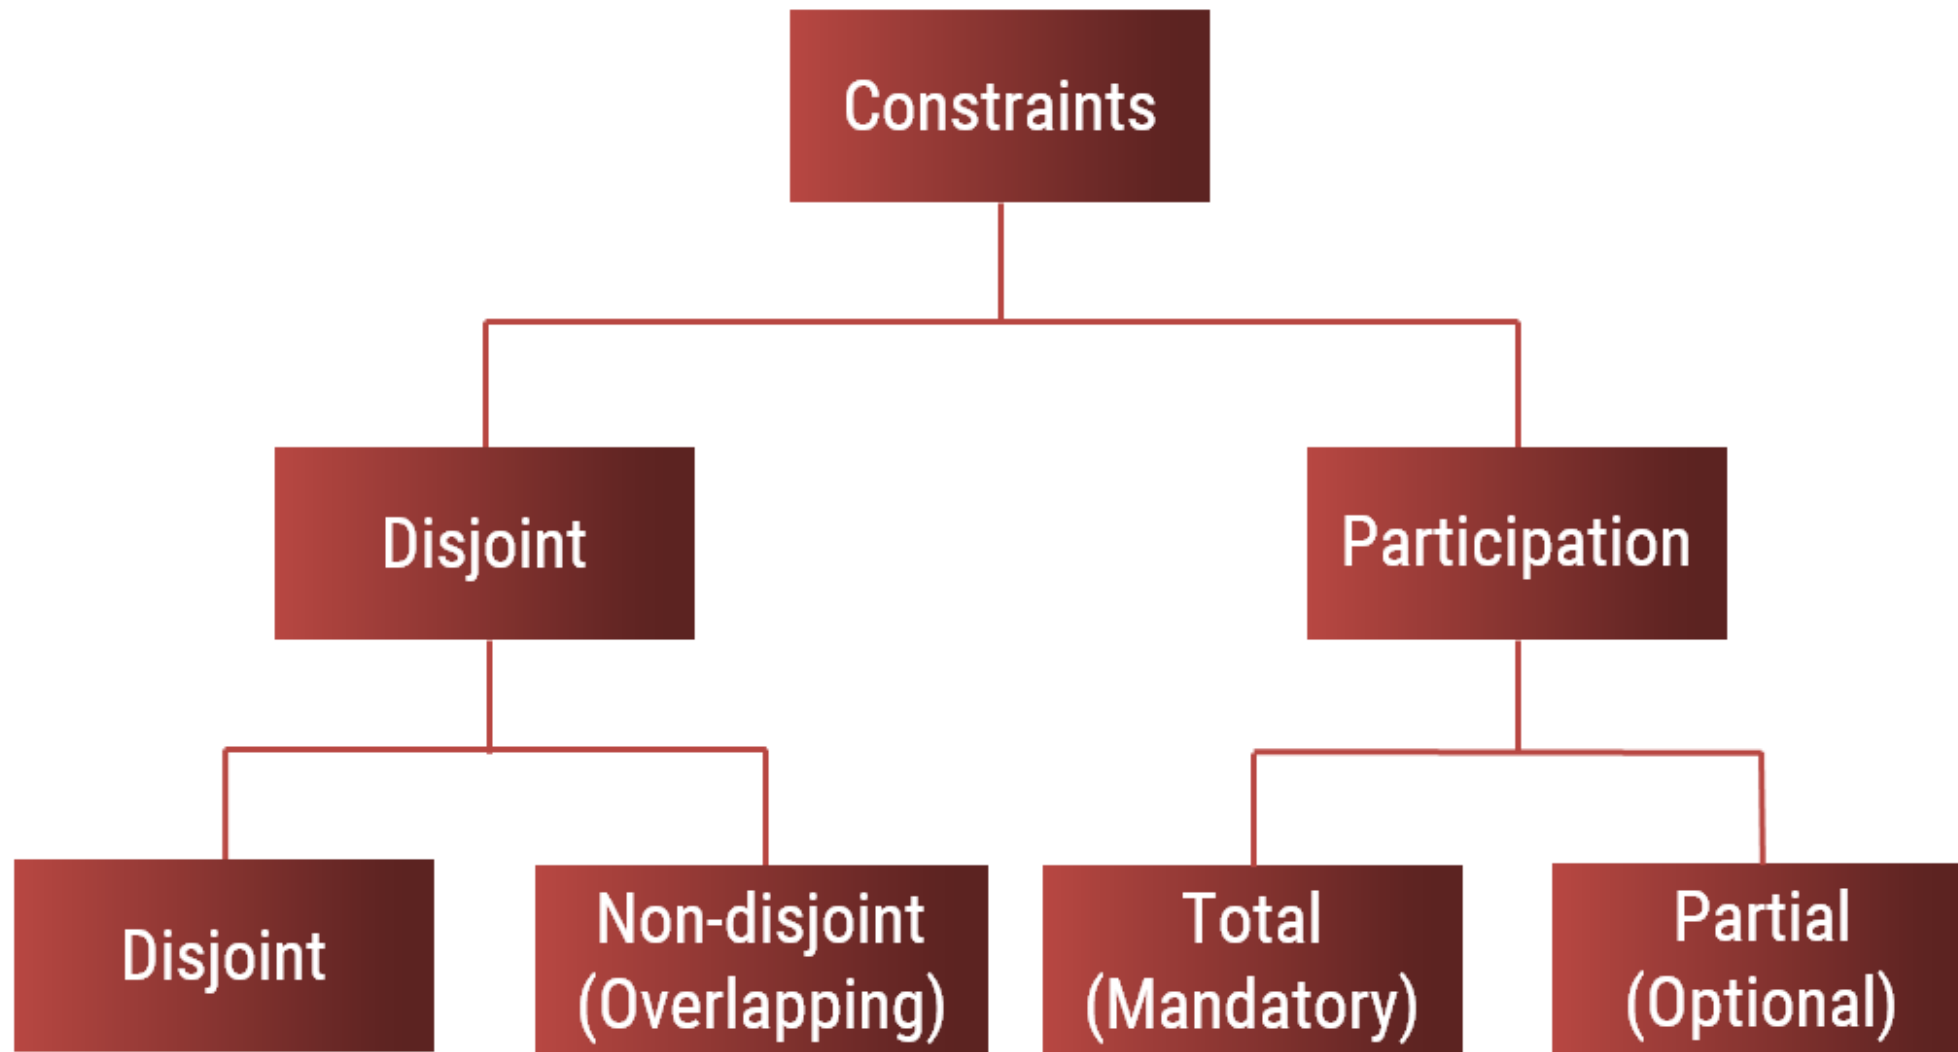 Constraints
Disjoint
Participation
Disjoint
Non-disjoint
(Overlapping)
Total
(Mandatory)
Partial
(Optional)